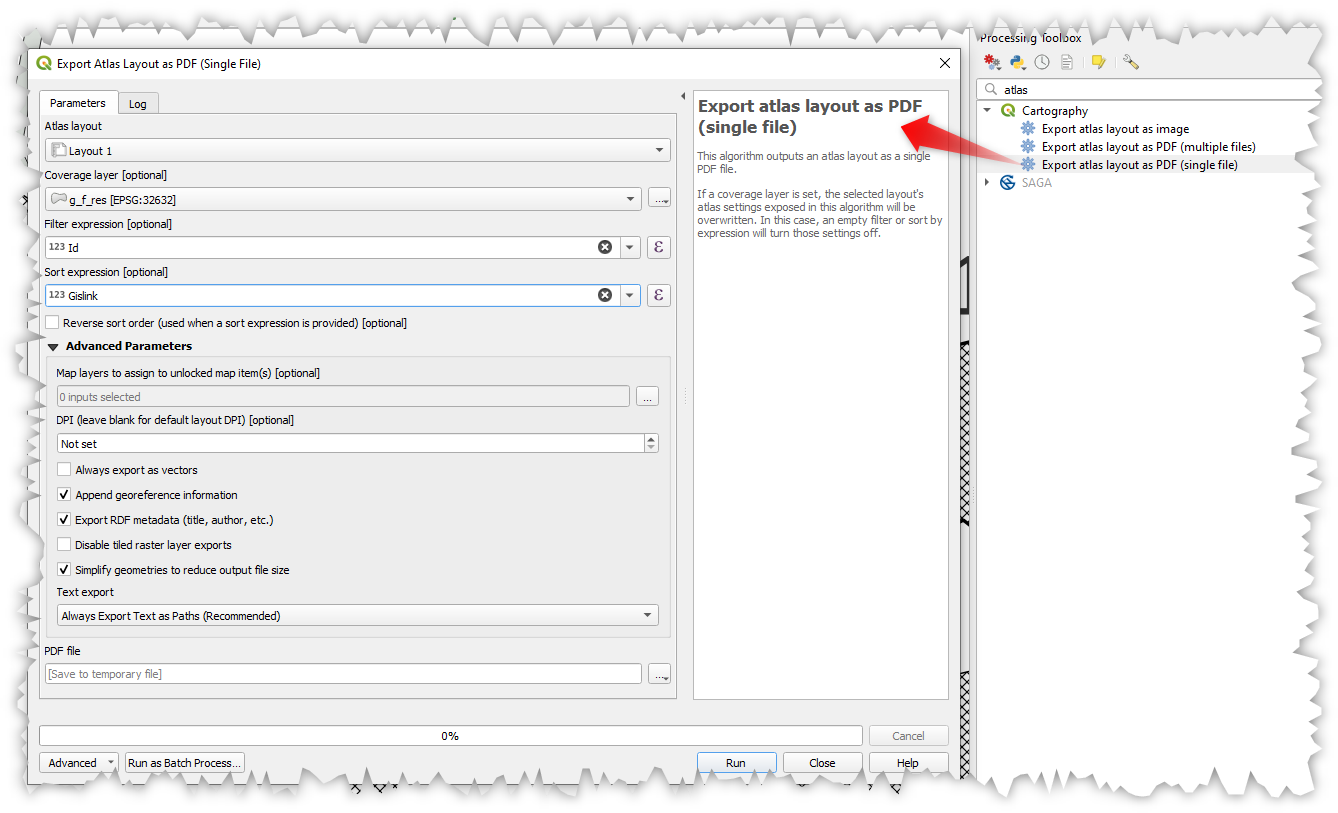 Processing Toolbox
Export Atlas Layout as PDF (Single File)
Parameters
Log
Atlas layout
Layout 1
Coverage layer [optional]
g_f_res [EPSG:32632]
...
Filter expression [optional]
123 Id
ε
Sort expression [optional]
123 Gislink
ε
Reverse sort order (used when a sort expression is provided) [optional]
Advanced Parameters
Map layers to assign to unlocked map item(s) [optional]
0 inputs selected
...
DPI (leave blank for default layout DPI) [optional]
Not set
Always export as vectors
Append georeference information
Export RDF metadata (title, author, etc.)
Disable tiled raster layer exports
Simplify geometries to reduce output file size
Text export
Always Export Text as Paths (Recommended)
PDF file
[Save to temporary file]
...
0%
Cancel
Advanced
Run as Batch Process...
Run
Close
Help
Export atlas layout as PDF
(single file)
This algorithm outputs an atlas layout as a single
PDF file.
If a coverage layer is set, the selected layout's
atlas settings exposed in this algorithm will be
overwritten. In this case, an empty filter or sort by
expression will turn those settings off.
atlas
Cartography
Export atlas layout as image
Export atlas layout as PDF (multiple files)
Export atlas layout as PDF (single file)
SAGA